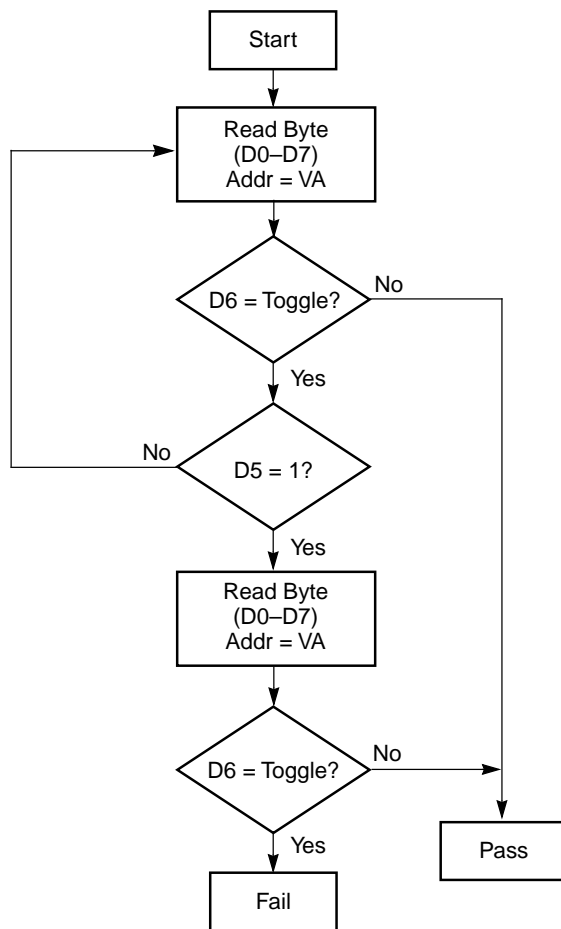 Start
Read Byte
(D0–D7)
Addr = VA
D6 = Toggle?
No
Yes
No
D5 = 1?
Yes
Read Byte
(D0–D7)
Addr = VA
D6 = Toggle?
No
Yes
Pass
Fail